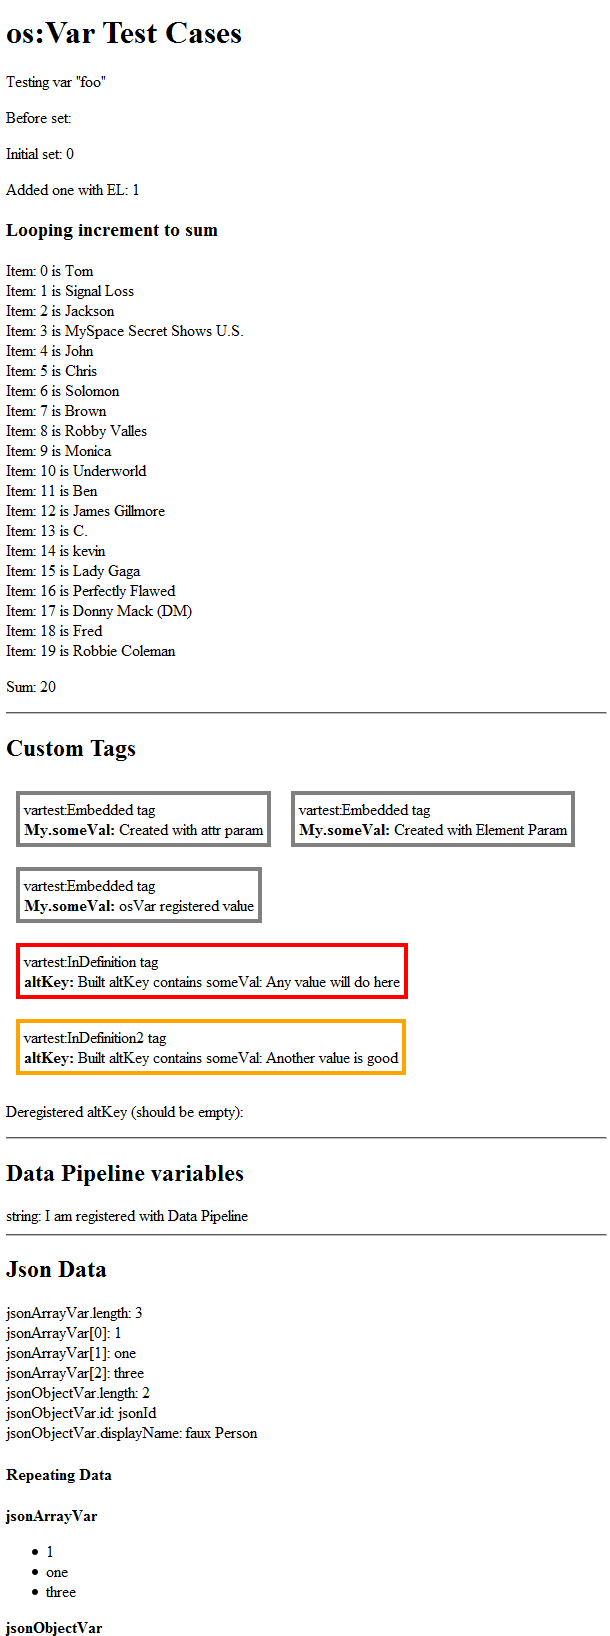 os:Var Test Cases
Testing var "foo"
Before set:
Initial set: 0
Added one with EL: 1
Looping increment to sum
Item: 0 is Tom
Item: 1 is Signal Loss
Item: 2 is Jackson
Item: 3 is MySpace Secret Shows U.S.
Item: 4 is John
Item: 5 is Chris
Item: 6 is Solomon
Item: 7 is Brown
Item: 8 is Robby Valles
Item: 9 is Monica
Item: 10 is Underworld
Item: 11 is Ben
Item: 12 is James Gillmore
Item: 13 is C.
Item: 14 is kevin
Item: 15 is Lady Gaga
Item: 16 is Perfectly Flawed
Item: 17 is Donny Mack (DM)
Item: 18 is Fred
Item: 19 is Robbie Coleman
Sum: 20
Custom Tags
vartest:Embedded tag
My.someVal: Created with attr param
vartest:Embedded tag
My.someVal: Created with Element Param
vartest:Embedded tag
My.someVal: osVar registered value
vartest:InDefinition tag
altKey: Built altKey contains someVal: Any value will do here
vartest:InDefinition2 tag
altKey: Built altKey contains someVal: Another value is good
Deregistered altKey (should be empty):
Data Pipeline variables
string: I am registered with Data Pipeline
Json Data
jsonArrayVar.length: 3
jsonArrayVar[0]: 1
jsonArrayVar[1]: one
jsonArrayVar[2]: three
jsonObjectVar.length: 2
jsonObjectVar.id: jsonId
jsonObjectVar.displayName: faux Person
Repeating Data
jsonArrayVar
• 1
• one
• three
jsonObjectVar